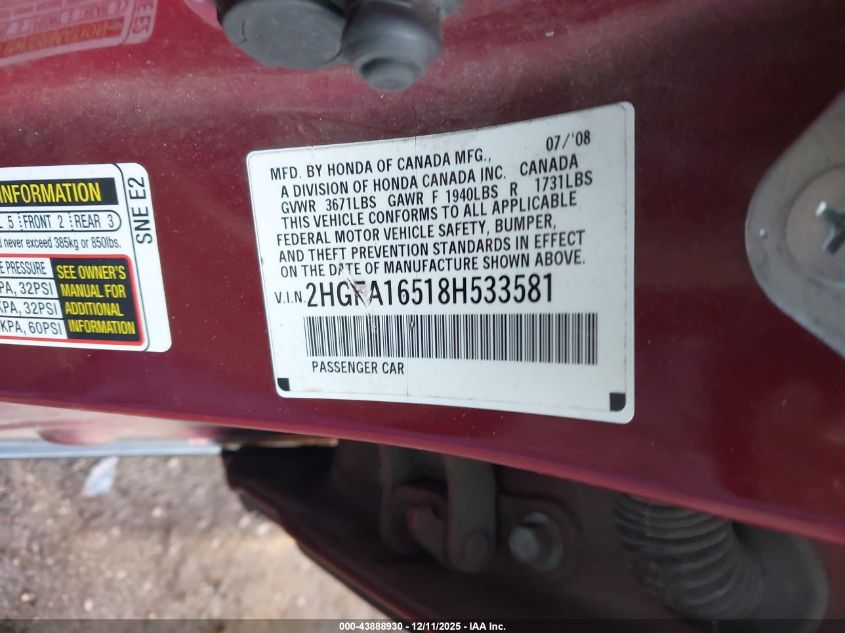 07/'08
MFD. BY HONDA OF CANADA MFG.,
A DIVISION OF HONDA CANADA INC. CANADA
GVWR 3671LBS GAWR F 1940LBS R 1731LBS
THIS VEHICLE CONFORMS TO ALL APPLICABLE
FEDERAL MOTOR VEHICLE SAFETY, BUMPER,
AND THEFT PREVENTION STANDARDS IN EFFECT
ON THE DATE OF MANUFACTURE SHOWN ABOVE.
V.I.N. 2HGFA16518H533581
PASSENGER CAR
INFORMATION
5 FRONT 2 REAR 3
never exceed 385kg or 850lbs.
PRESSURE
, 32PSI
KPA, 32PSI
KPA, 60PSI
SEE OWNER'S
MANUAL FOR
ADDITIONAL
INFORMATION
SNE E2
000-43888930 - 12/11/2025 - IAA Inc.